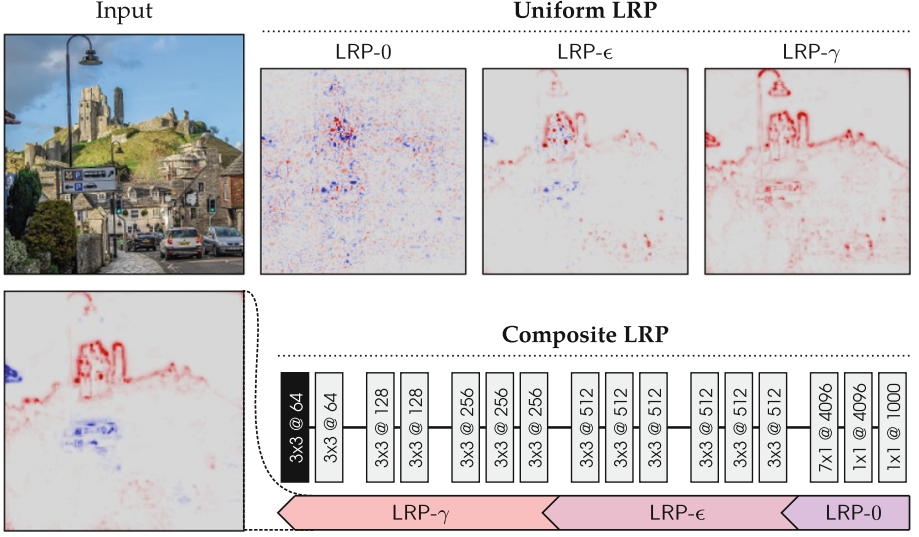 Input
Uniform LRP
LRP-0
LRP-ϵ
LRP-γ
Composite LRP
3x3 @ 64
3x3 @ 64
3x3 @ 128
3x3 @ 128
3x3 @ 256
3x3 @ 256
3x3 @ 256
3x3 @ 512
3x3 @ 512
3x3 @ 512
3x3 @ 512
3x3 @ 512
3x3 @ 512
7x1 @ 4096
1x1 @ 4096
1x1 @ 1000
LRP-γ
LRP-ϵ
LRP-0